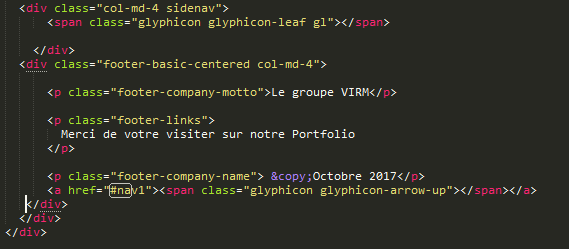 <div class="col-md-4 sidenav">
<span class="glyphicon glyphicon-leaf gl"></span>
</div>
<div class="footer-basic-centered col-md-4">
<p class="footer-company-motto">Le groupe VIRM</p>
<p class="footer-links">
Merci de votre visiter sur notre Portfolio
</p>
<p class="footer-company-name"> &copy;Octobre 2017</p>
<a href="#nav1"><span class="glyphicon glyphicon-arrow-up"></span></a>
</div>
</div>
</div>